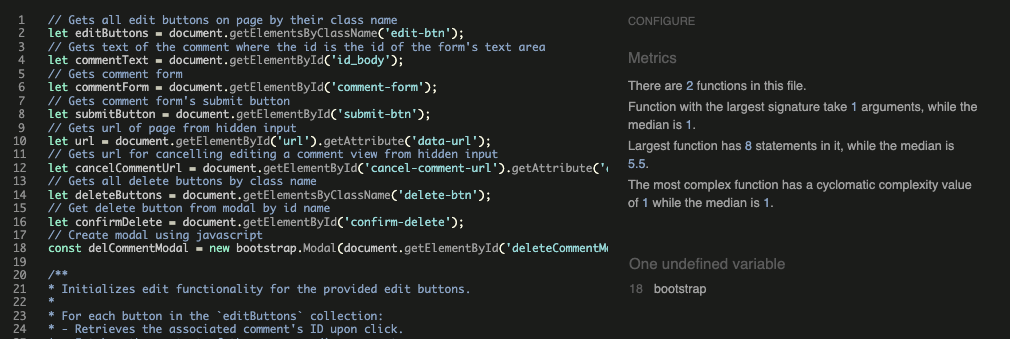 1 // Gets all edit buttons on page by their class name
2 let editButtons = document.getElementsByClassName('edit-btn');
3 // Gets text of the comment where the id is the id of the form's text area
4 let commentText = document.getElementById('id_body');
5 // Gets comment form
6 let commentForm = document.getElementById('comment-form');
7 // Gets comment form's submit button
8 let submitButton = document.getElementById('submit-btn');
9 // Gets url of page from hidden input
10 let url = document.getElementById('url').getAttribute('data-url');
11 // Gets url for cancelling editing a comment view from hidden input
12 let cancelCommentUrl = document.getElementById('cancel-comment-url').getAttribute('
13 // Gets all delete buttons by class name
14 let deleteButtons = document.getElementsByClassName('delete-btn');
15 // Get delete button from modal by id name
16 let confirmDelete = document.getElementById('confirm-delete');
17 // Create modal using javascript
18 const delCommentModal = new bootstrap.Modal(document.getElementById('deleteCommentM
19
20 /**
21 * Initializes edit functionality for the provided edit buttons.
22 *
23 * For each button in the `editButtons` collection:
24 * - Retrieves the associated comment's ID upon click.
CONFIGURE
Metrics
There are 2 functions in this file.
Function with the largest signature take 1 arguments, while the
median is 1.
Largest function has 8 statements in it, while the median is
5.5.
The most complex function has a cyclomatic complexity value
of 1 while the median is 1.
One undefined variable
18 bootstrap